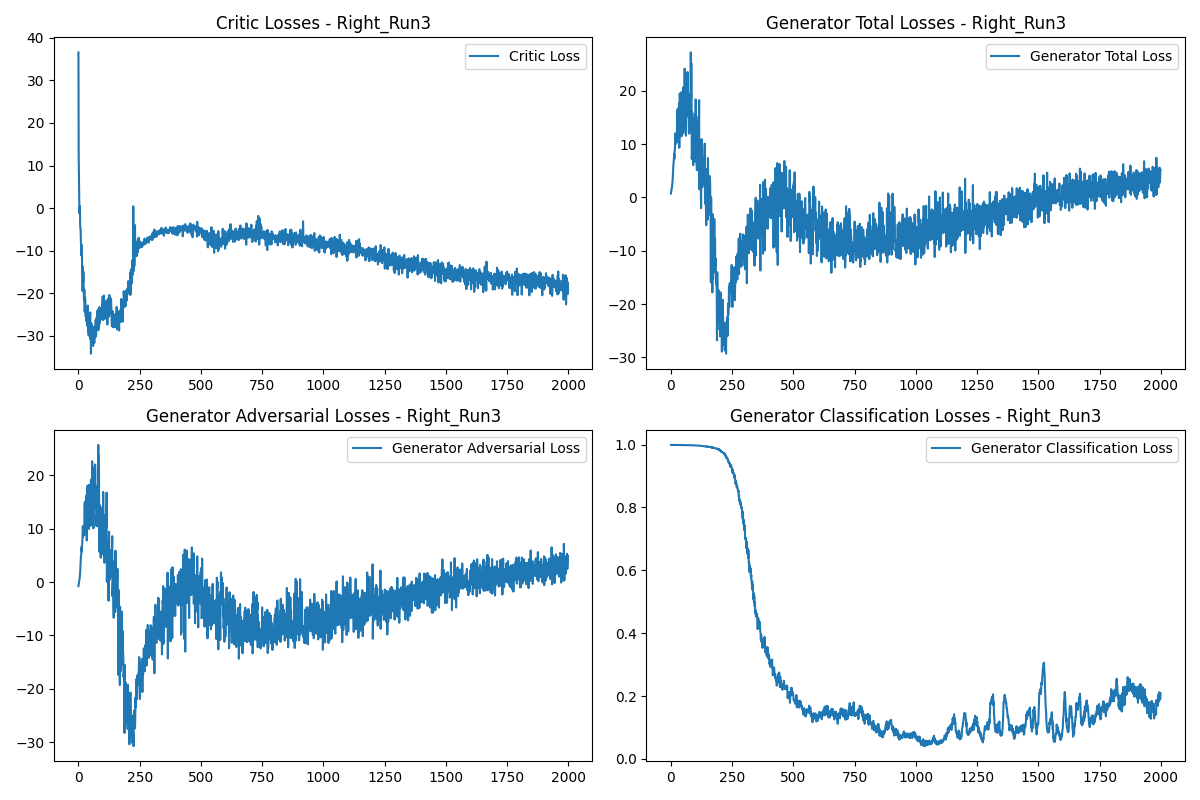 Critic Losses - Right_Run3
Critic Loss
40
30
20
10
0
−10
−20
−30
0 250 500 750 1000 1250 1500 1750 2000
Generator Total Losses - Right_Run3
Generator Total Loss
20
10
0
−10
−20
−30
0 250 500 750 1000 1250 1500 1750 2000
Generator Adversarial Losses - Right_Run3
Generator Adversarial Loss
20
10
0
−10
−20
−30
0 250 500 750 1000 1250 1500 1750 2000
Generator Classification Losses - Right_Run3
Generator Classification Loss
1.0
0.8
0.6
0.4
0.2
0.0
0 250 500 750 1000 1250 1500 1750 2000